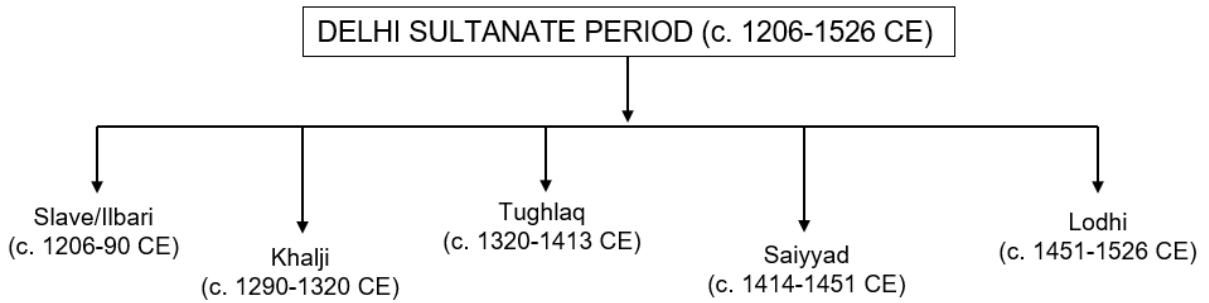 DELHI SULTANATE PERIOD (c. 1206-1526 CE)
Slave/Ilbari
(c. 1206-90 CE)
Khalji
(c. 1290-1320 CE)
Tughlaq
(c. 1320-1413 CE)
Saiyyad
(c. 1414-1451 CE)
Lodhi
(c. 1451-1526 CE)